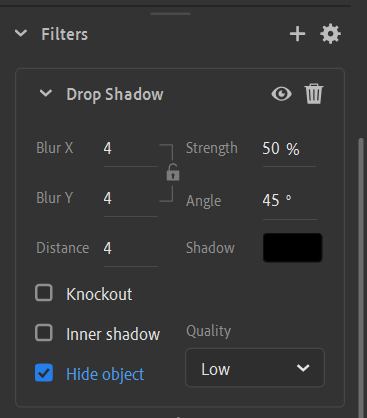 Filters
Drop Shadow
Blur X 4 Strength 50 %
Blur Y 4 Angle 45 °
Distance 4 Shadow
Knockout
Inner shadow Quality
Hide object Low